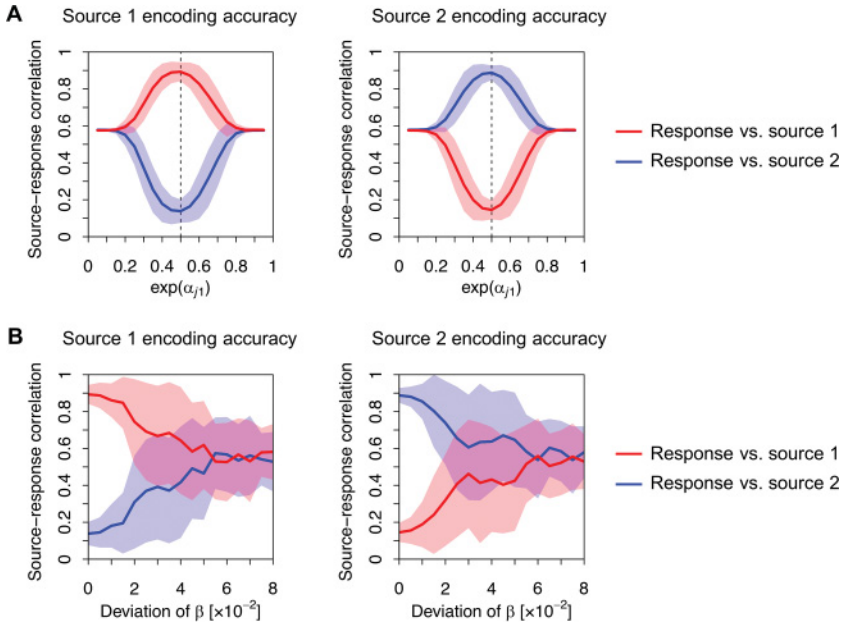 A
Source 1 encoding accuracy
Source 2 encoding accuracy
Source−response correlation
0 0.2 0.4 0.6 0.8 1
0 0.2 0.4 0.6 0.8 1
exp(αj1)
Source−response correlation
0 0.2 0.4 0.6 0.8 1
0 0.2 0.4 0.6 0.8 1
exp(αj1)
Response vs. source 1
Response vs. source 2
B
Source 1 encoding accuracy
Source 2 encoding accuracy
Source−response correlation
0 0.2 0.4 0.6 0.8 1
0 2 4 6 8
Deviation of β [×10−2]
Source−response correlation
0 0.2 0.4 0.6 0.8 1
0 2 4 6 8
Deviation of β [×10−2]
Response vs. source 1
Response vs. source 2